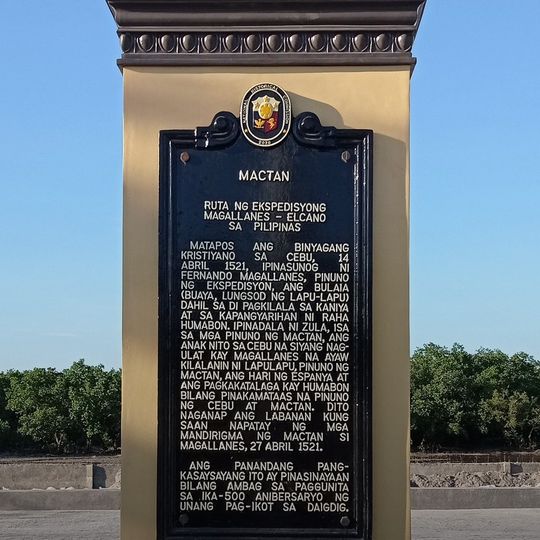 MACTAN
RUTA NG EKSPEDISYONG
MAGALLANES – ELCANO
SA PILIPINAS
MATAPOS ANG BINYAGANG
KRISTIYANO SA CEBU, 14
ABRIL 1521, IPINASUNOG NI
FERNANDO MAGALLANES, PINUNO
NG EKSPEDISYON, ANG BULAIA
(BUAYA, LUNGSOD NG LAPU-LAPU)
DAHIL SA DI PAGKILALA SA KANIYA
AT SA KAPANGYARIHAN NI RAHA
HUMABON. IPINADALA NI ZULA, ISA
SA MGA PINUNO NG MACTAN, ANG
ANAK NITO SA CEBU NA SIYANG NAG-
ULAT KAY MAGALLANES NA AYAW
KILALANIN NI LAPULAPU, PINUNO NG
MACTAN, ANG HARI NG ESPANYA AT
ANG PAGKAKATALAGA KAY HUMABON
BILANG PINAKAMATAAS NA PINUNO
NG CEBU AT MACTAN. DITO
NAGANAP ANG LABANAN KUNG
SAAN NAPATAY NG MGA
MANDIRIGMA NG MACTAN SI
MAGALLANES, 27 ABRIL 1521.
ANG PANANDANG PANG-
KASAYSAYANG ITO AY PINASINAYAAN
BILANG AMBAG SA PAGGUNITA
SA IKA-500 ANIBERSARYO NG
UNANG PAG-IKOT SA DAIGDIG.